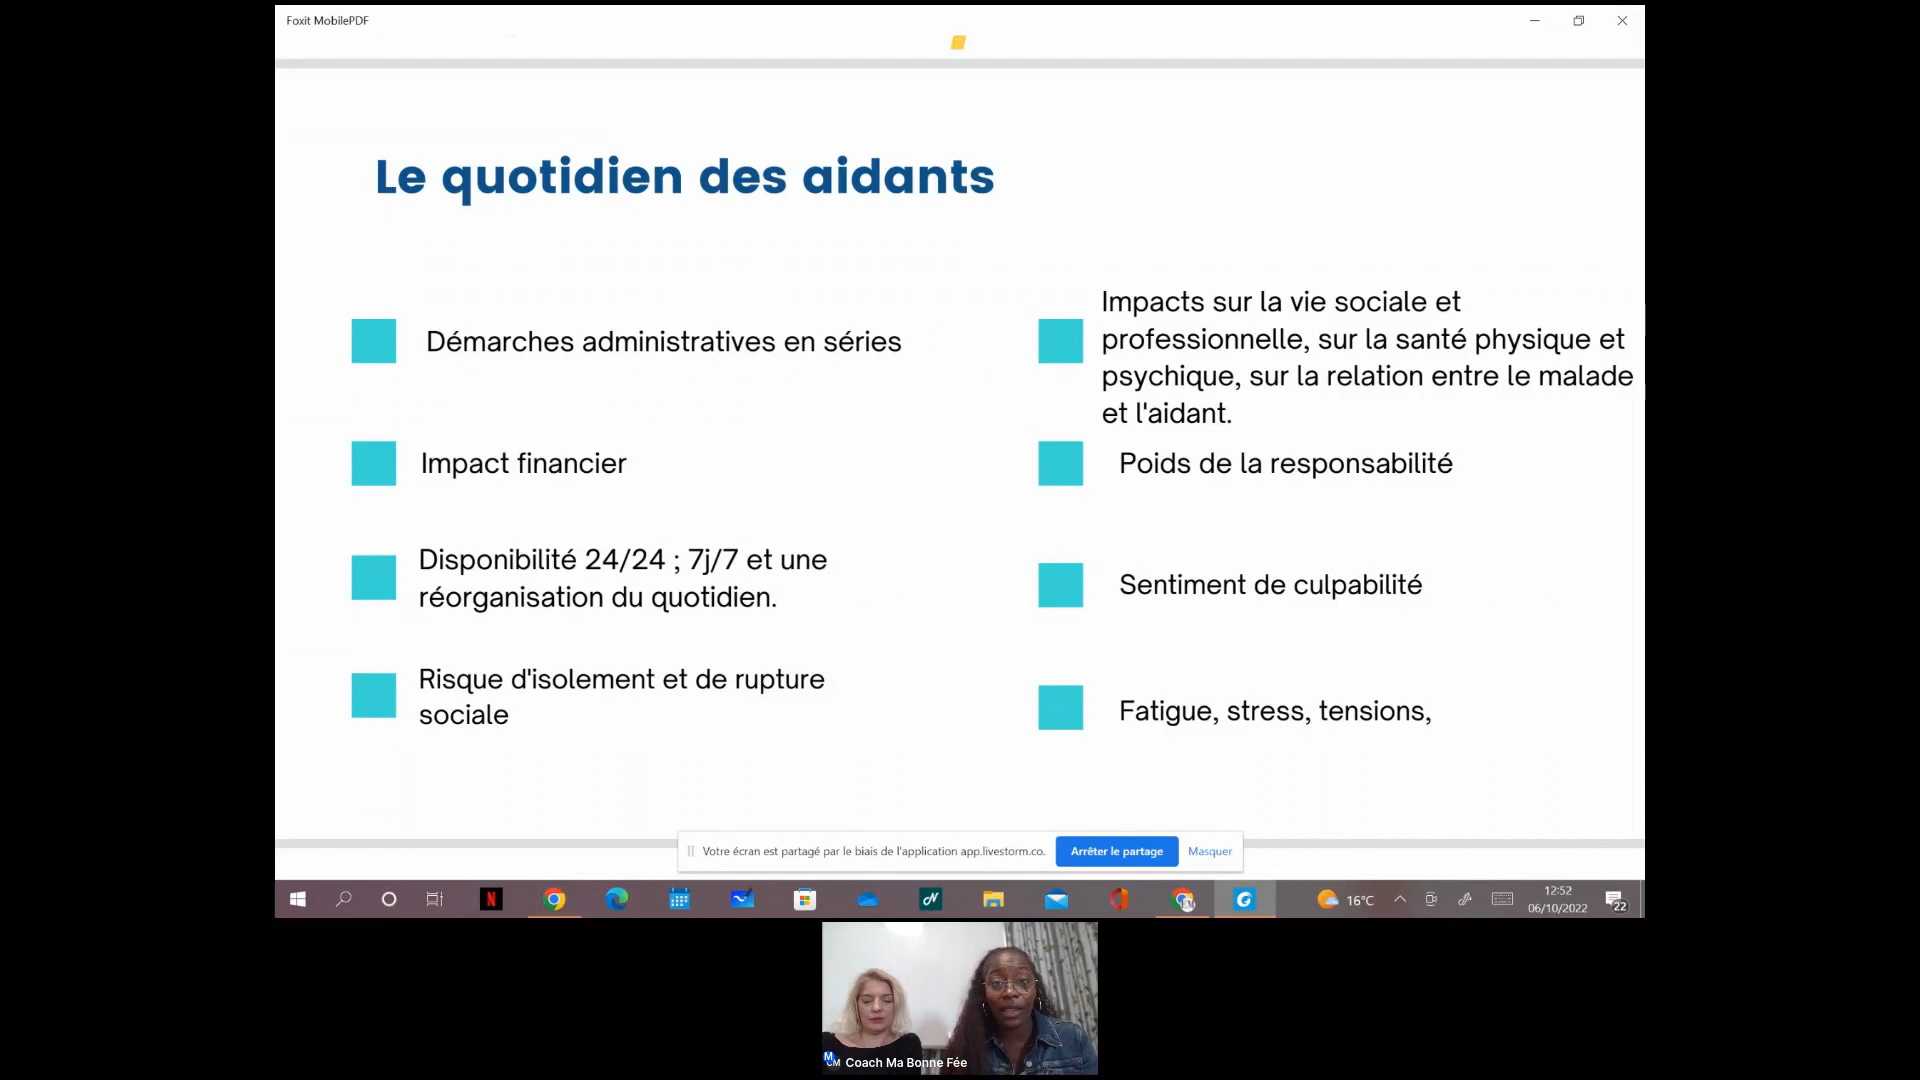 Foxit MobilePDF
Le quotidien des aidants
Démarches administratives en séries
Impact financier
Disponibilité 24/24 ; 7j/7 et une
réorganisation du quotidien.
Risque d'isolement et de rupture
sociale
Impacts sur la vie sociale et
professionnelle, sur la santé physique et
psychique, sur la relation entre le malade
et l'aidant.
Poids de la responsabilité
Sentiment de culpabilité
Fatigue, stress, tensions,
Votre écran est partagé par le biais de l'application app.livestorm.co.
Arrêter le partage
Masquer
N
16°C
12:52
06/10/2022
22
M
CM Coach Ma Bonne Fée